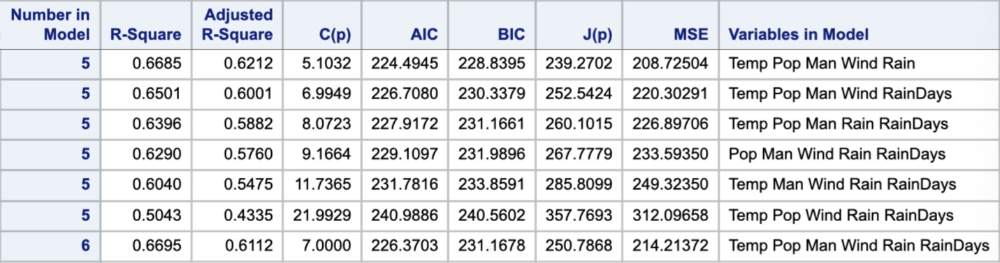 Number in Model R-Square Adjusted R-Square C(p) AIC BIC J(p) MSE Variables in Model
5 0.6685 0.6212 5.1032 224.4945 228.8395 239.2702 208.72504 Temp Pop Man Wind Rain
5 0.6501 0.6001 6.9949 226.7080 230.3379 252.5424 220.30291 Temp Pop Man Wind RainDays
5 0.6396 0.5882 8.0723 227.9172 231.1661 260.1015 226.89706 Temp Pop Man Rain RainDays
5 0.6290 0.5760 9.1664 229.1097 231.9896 267.7779 233.59350 Pop Man Wind Rain RainDays
5 0.6040 0.5475 11.7365 231.7816 233.8591 285.8099 249.32350 Temp Man Wind Rain RainDays
5 0.5043 0.4335 21.9929 240.9886 240.5602 357.7693 312.09658 Temp Pop Wind Rain RainDays
6 0.6695 0.6112 7.0000 226.3703 231.1678 250.7868 214.21372 Temp Pop Man Wind Rain RainDays